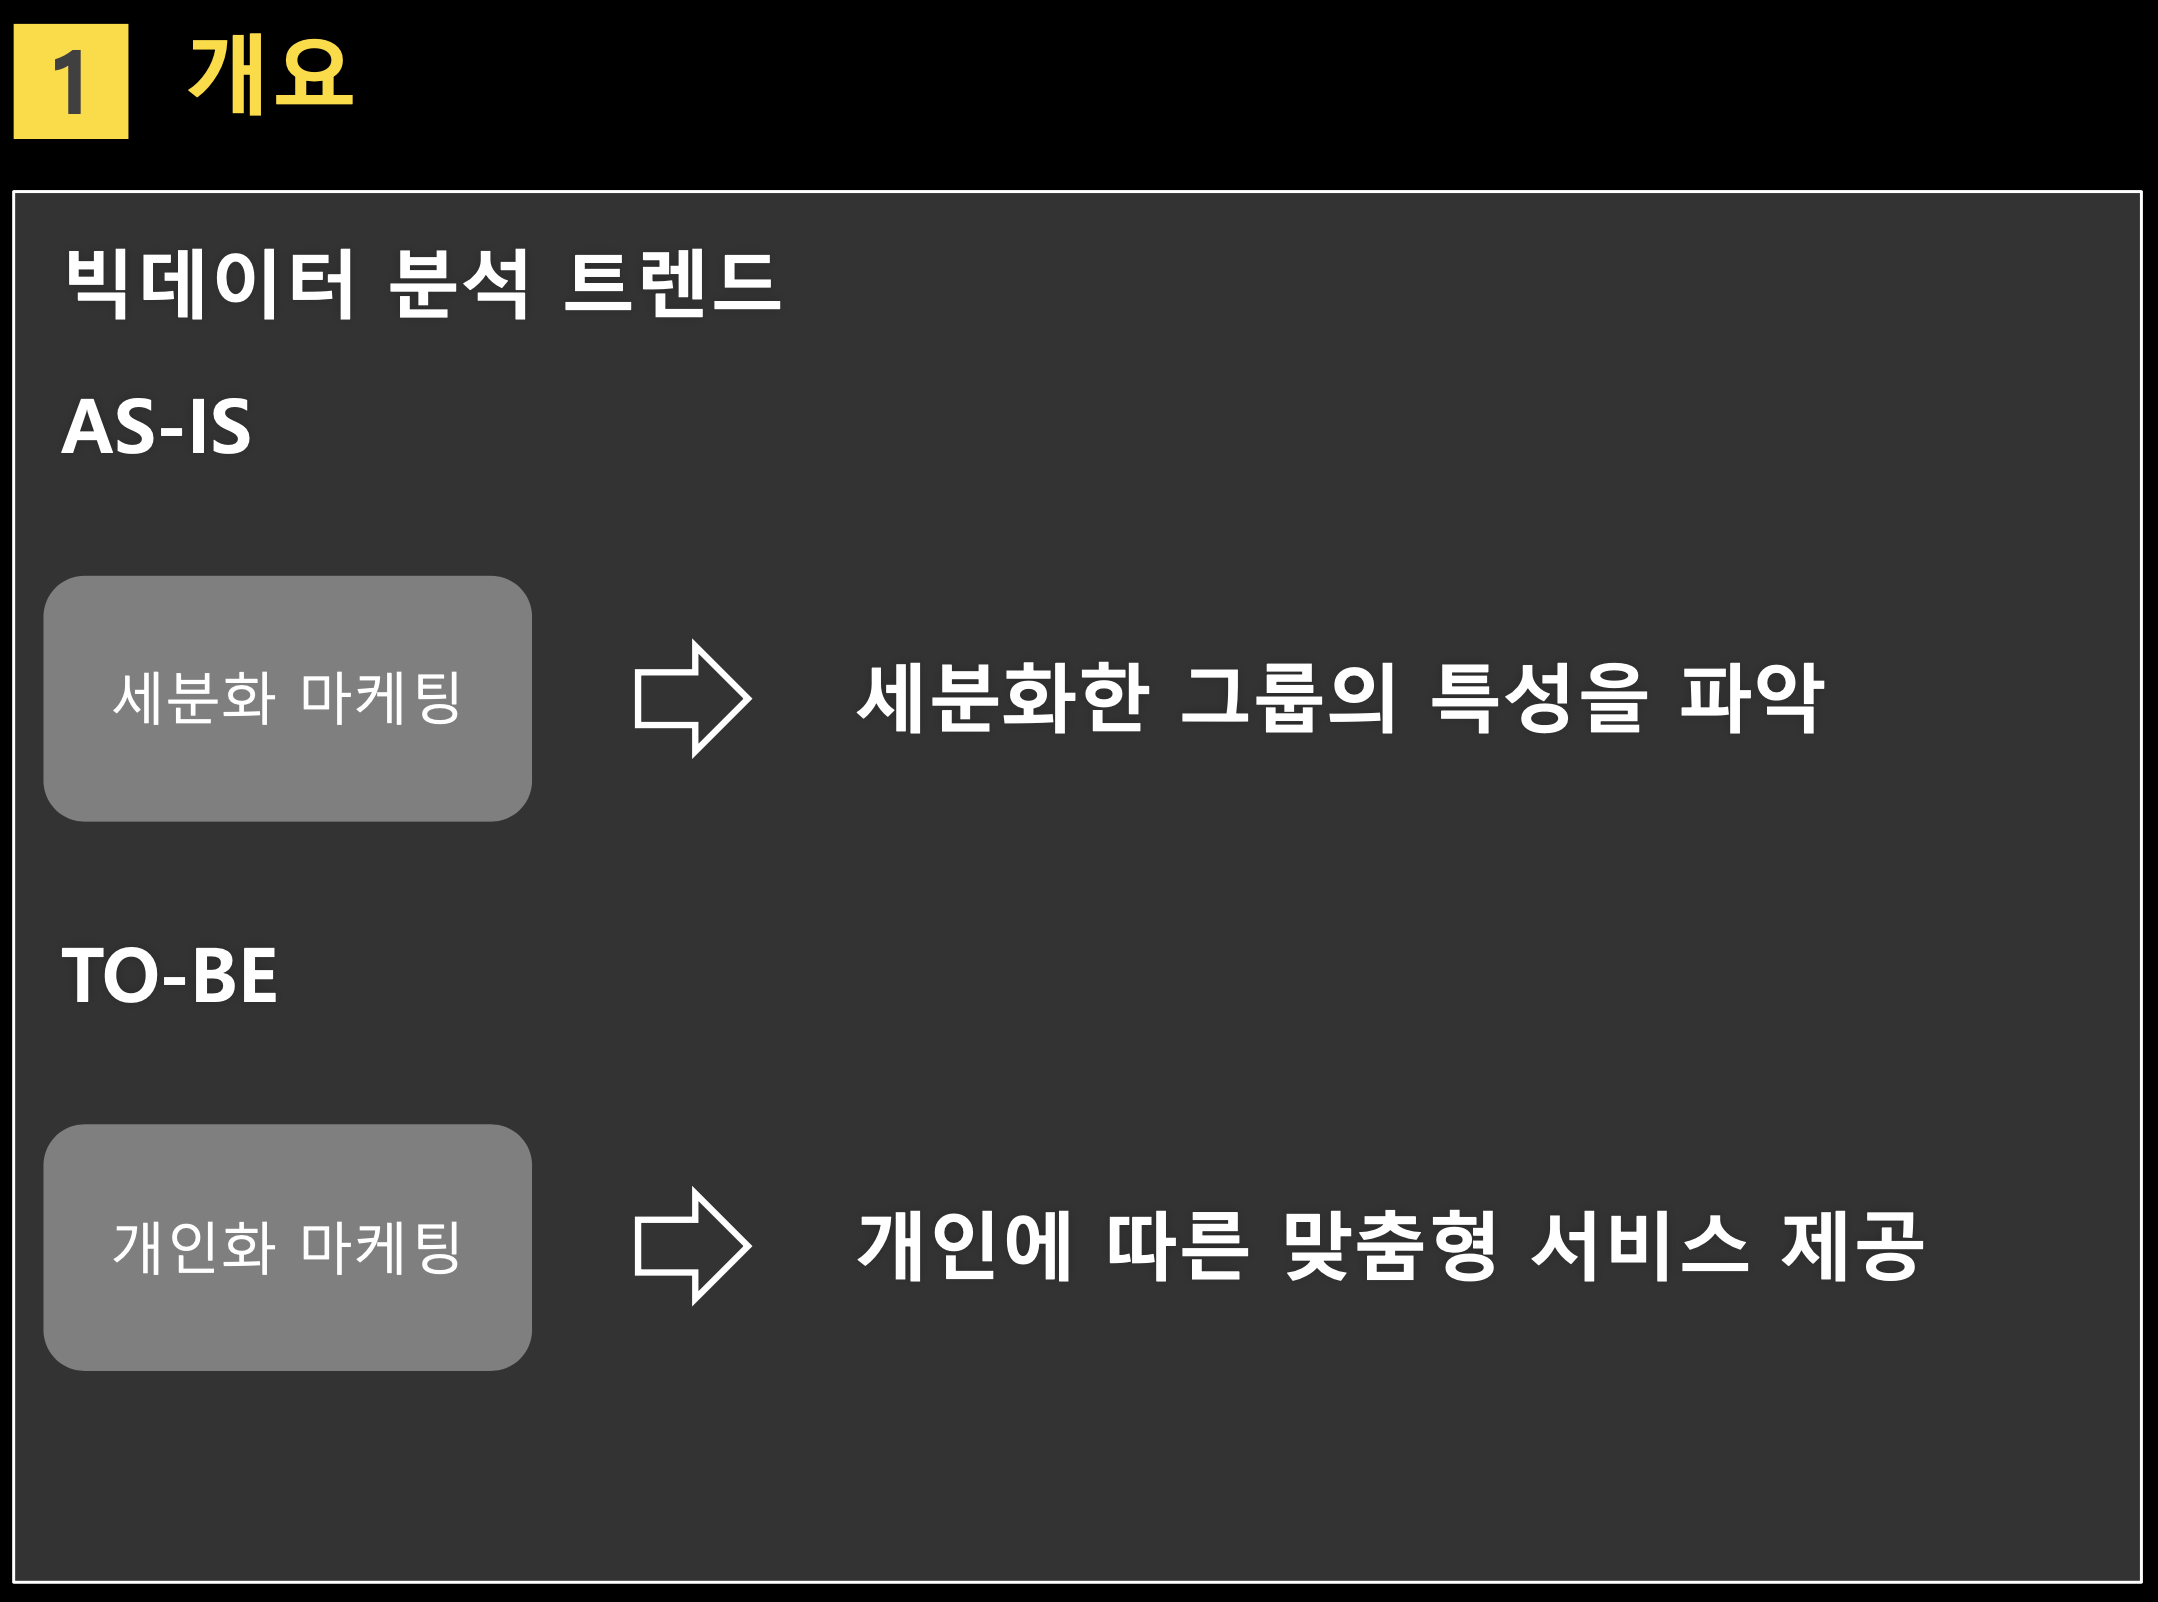 1 개요
빅데이터 분석 트렌드
AS-IS
세분화 마케팅 세분화한 그룹의 특성을 파악
TO-BE
개인화 마케팅 개인에 따른 맞춤형 서비스 제공